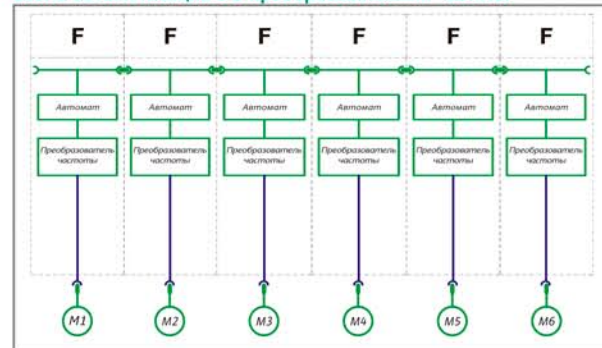 F F F F F F
Автомат Автомат Автомат Автомат Автомат Автомат
Преобразователь Преобразователь Преобразователь Преобразователь Преобразователь Преобразователь
частоты частоты частоты частоты частоты частоты
M1 M2 M3 M4 M5 M6